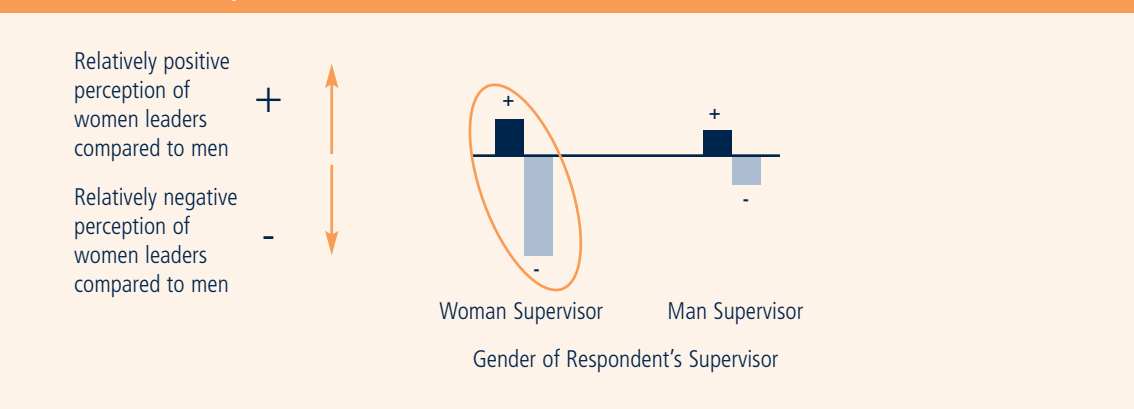 Relatively positive
perception of
women leaders
compared to men
+
Relatively negative
perception of
women leaders
compared to men
-
+
-
+
-
Woman Supervisor
Man Supervisor
Gender of Respondent’s Supervisor